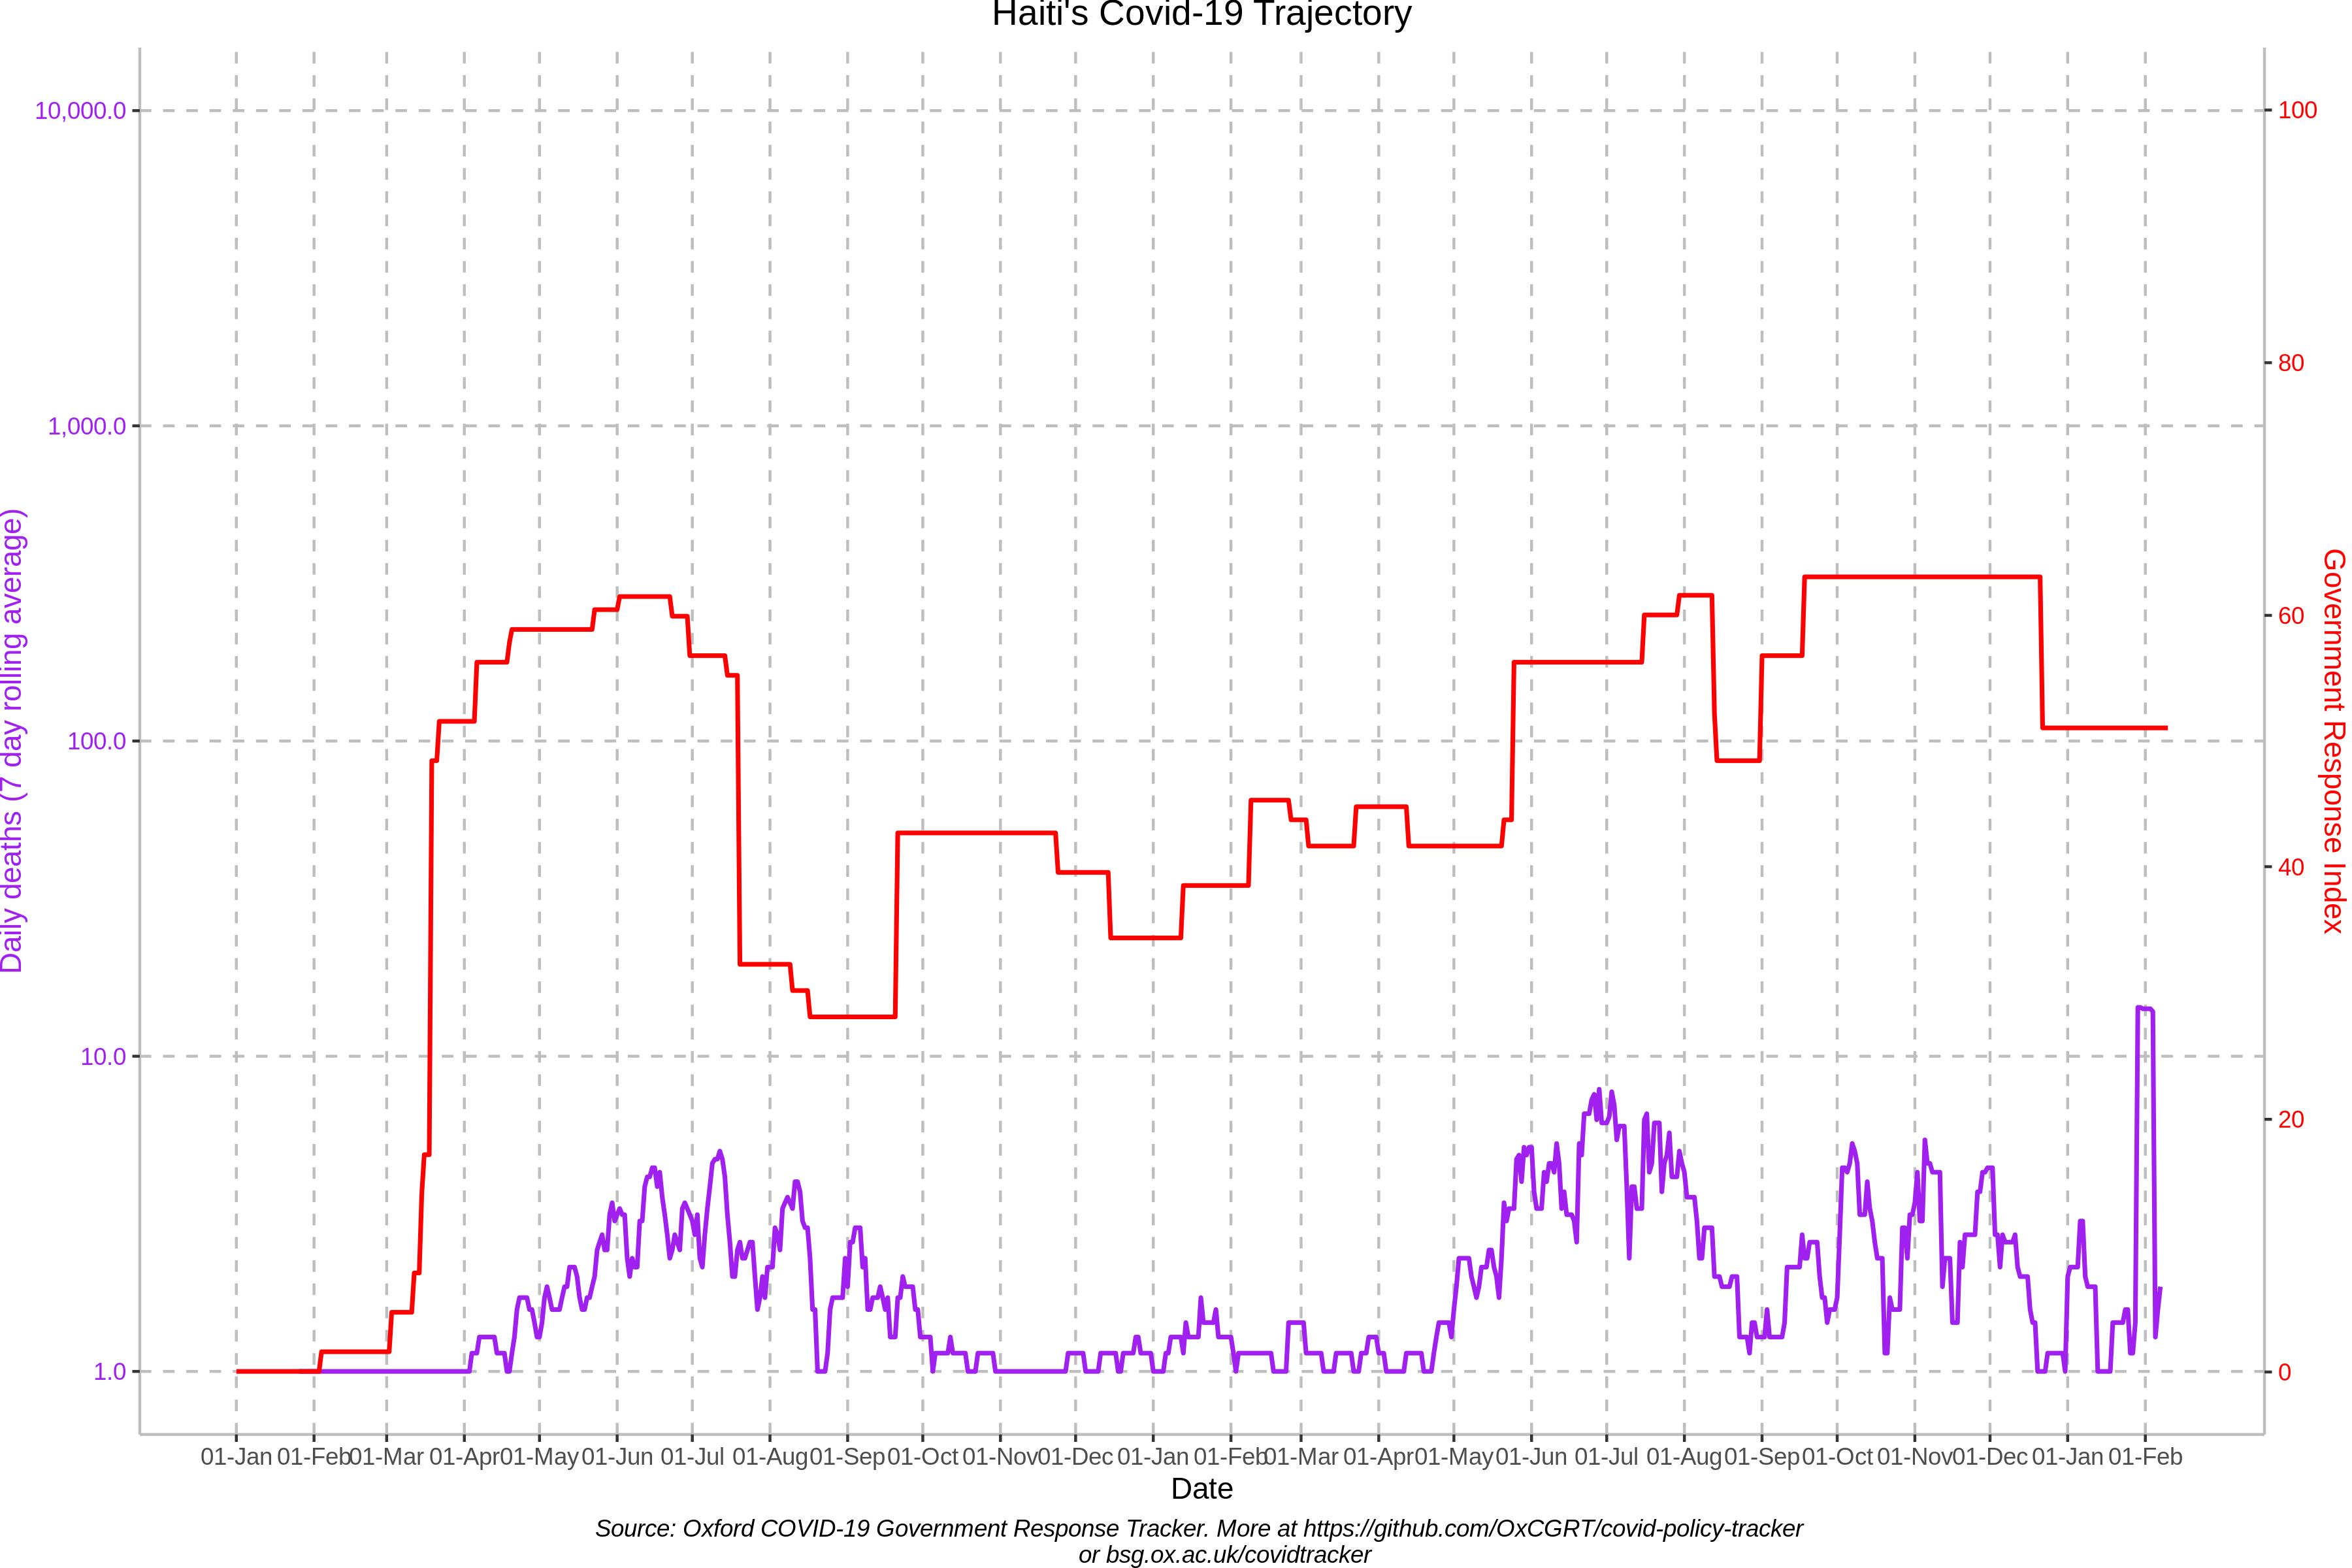 Haiti's Covid-19 Trajectory
10,000.0
1,000.0
100.0
10.0
1.0
Daily deaths (7 day rolling average)
100
80
60
40
20
0
Government Response Index
01-Jan 01-Feb 01-Mar 01-Apr 01-May 01-Jun 01-Jul 01-Aug 01-Sep 01-Oct 01-Nov 01-Dec 01-Jan 01-Feb 01-Mar 01-Apr 01-May 01-Jun 01-Jul 01-Aug 01-Sep 01-Oct 01-Nov 01-Dec 01-Jan 01-Feb
Date
Source: Oxford COVID-19 Government Response Tracker. More at https://github.com/OxCGRT/covid-policy-tracker
or bsg.ox.ac.uk/covidtracker